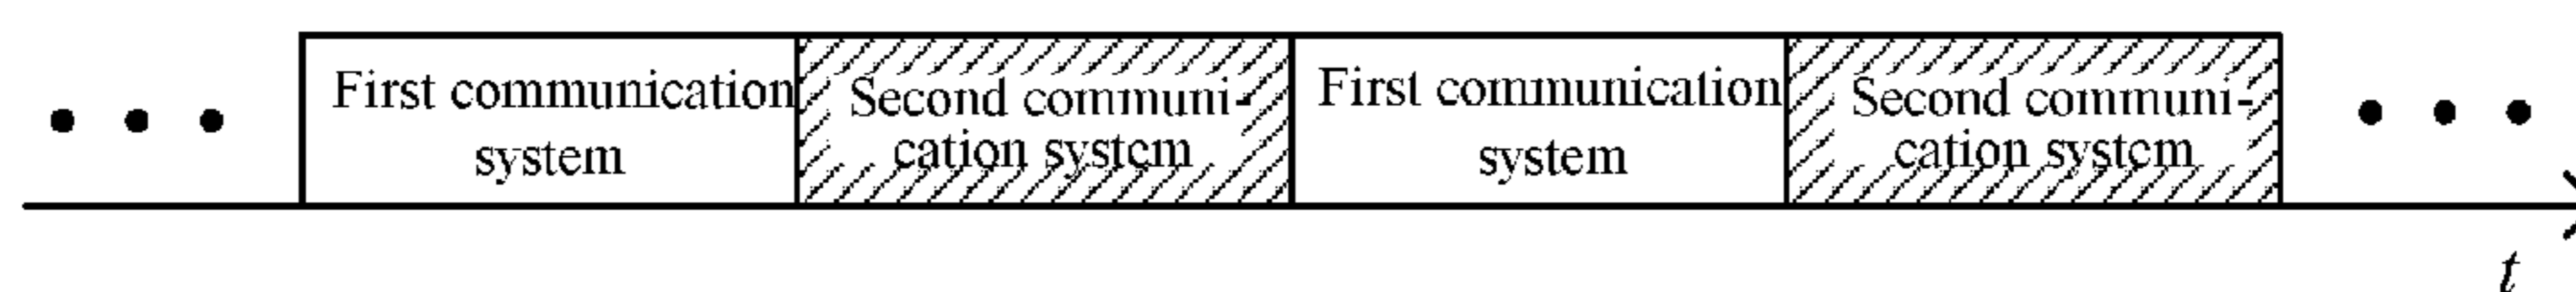 First communication
system
Second communi-
cation system
First communication
system
Second communi-
cation system
t